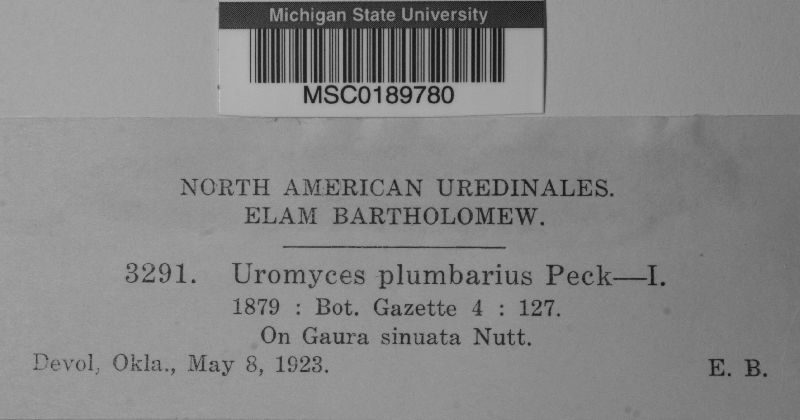 Michigan State University
MSC0189780
NORTH AMERICAN UREDINALES.
ELAM BARTHOLOMEW.
3291. Uromyces plumbarius Peck—I.
1879 : Bot. Gazette 4 : 127.
On Gaura sinuata Nutt.
Devol, Okla., May 8, 1923. E. B.